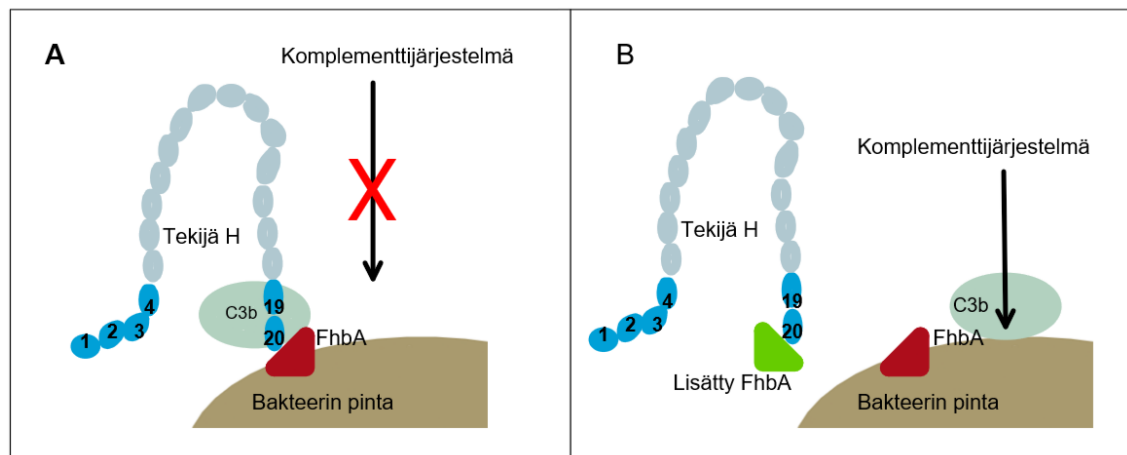 A
Komplementtijärjestelmä
Tekijä H
C3b
1
2
3
4
19
20
FhbA
Bakteerin pinta
B
Komplementtijärjestelmä
Tekijä H
C3b
1
2
3
4
19
20
FhbA
Lisätty FhbA
Bakteerin pinta